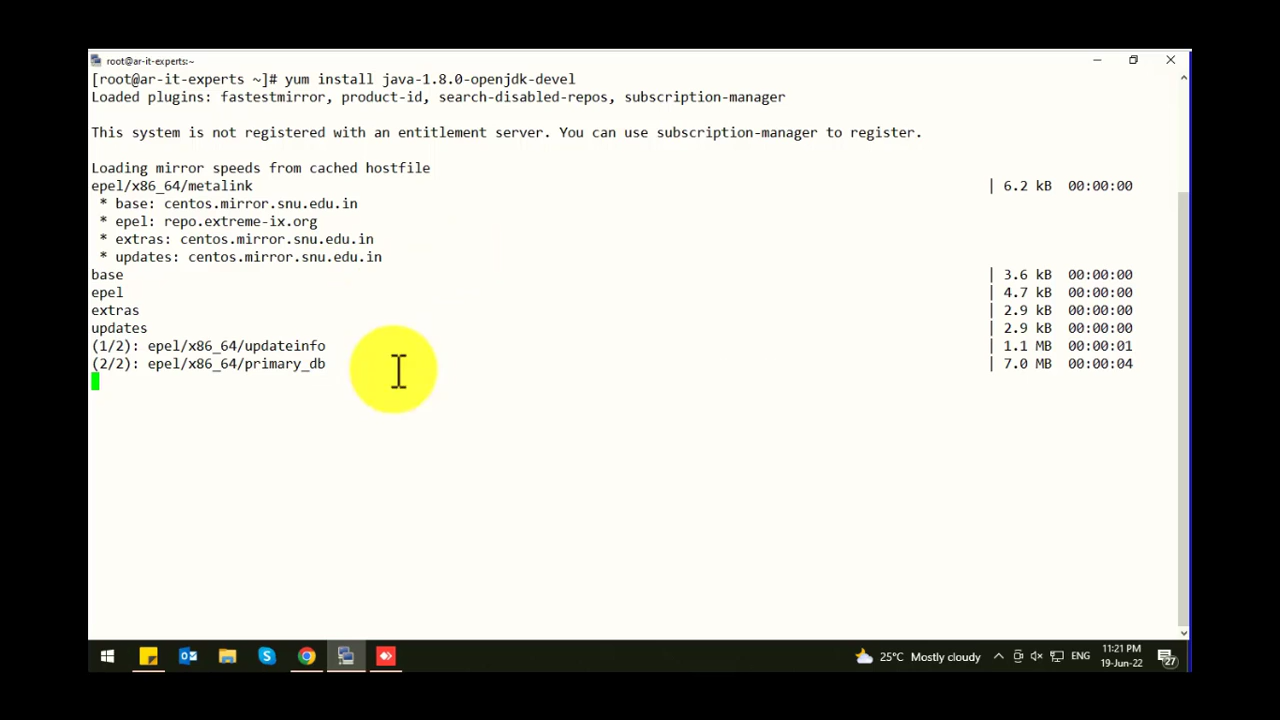 root@ar-it-experts:~
[root@ar-it-experts ~]# yum install java-1.8.0-openjdk-devel
Loaded plugins: fastestmirror, product-id, search-disabled-repos, subscription-manager
This system is not registered with an entitlement server. You can use subscription-manager to register.
Loading mirror speeds from cached hostfile
epel/x86_64/metalink | 6.2 kB 00:00:00
* base: centos.mirror.snu.edu.in
* epel: repo.extreme-ix.org
* extras: centos.mirror.snu.edu.in
* updates: centos.mirror.snu.edu.in
base | 3.6 kB 00:00:00
epel | 4.7 kB 00:00:00
extras | 2.9 kB 00:00:00
updates | 2.9 kB 00:00:00
(1/2): epel/x86_64/updateinfo | 1.1 MB 00:00:01
(2/2): epel/x86_64/primary_db | 7.0 MB 00:00:04
25°C Mostly cloudy ENG
11:21 PM
19-Jun-22
27